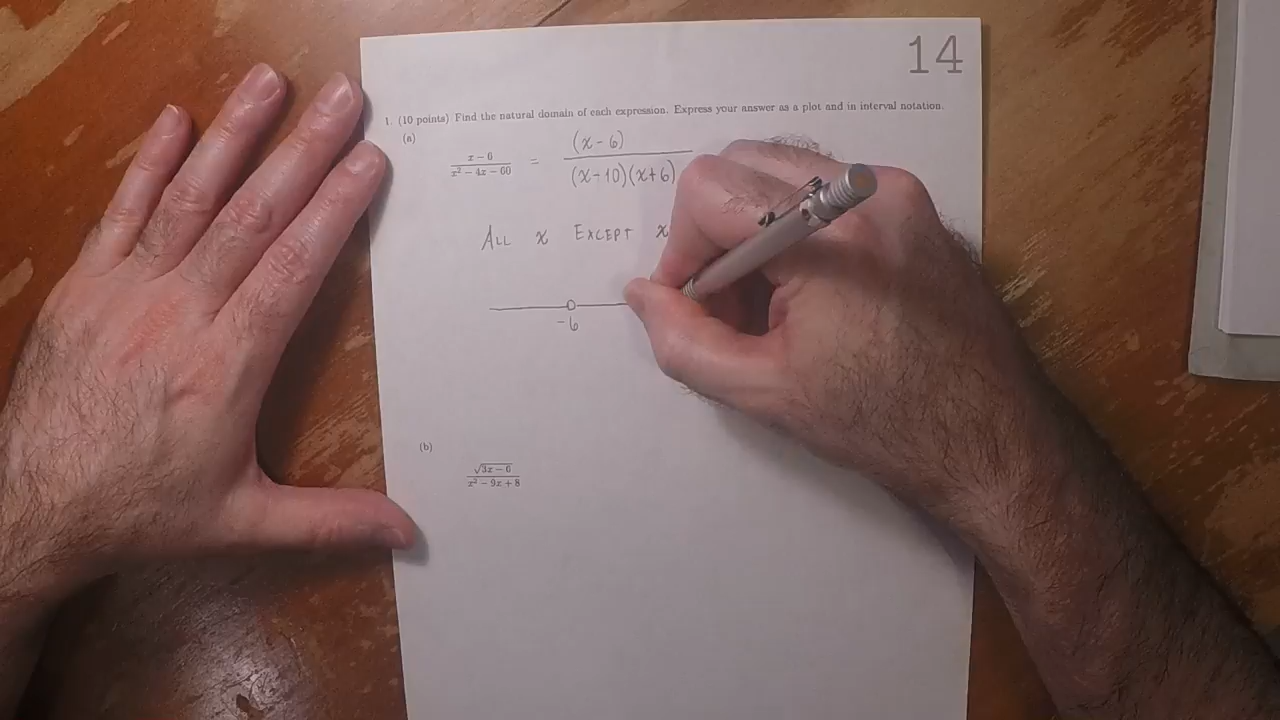 14
1. (10 points) Find the natural domain of each expression. Express your answer as a plot and in interval notation.
(a)
x − 6 / x² − 4x − 60 = (x − 6) / (x − 10)(x + 6)
ALL x EXCEPT x
−6
(b)
√3x − 6 / x² − 9x + 8